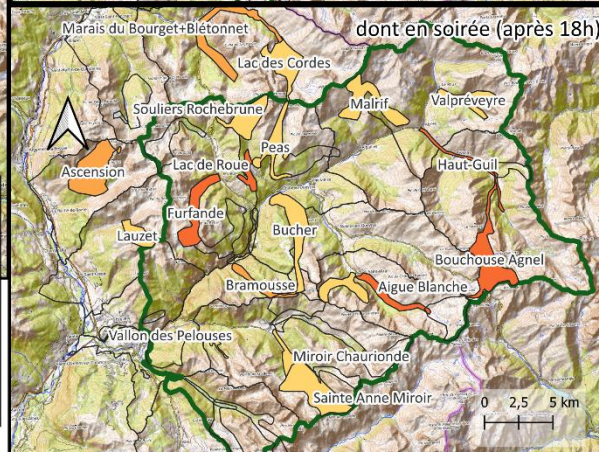 Marais du Bourget+Blétonnet
dont en soirée (après 18h)
Lac des Cordes
Souliers Rochebrune
Malrif
Valpréveyre
Peas
Ascension
Lac de Roue
Haut-Guil
Furfande
Lauzet
Bucher
Bouchouse Agnel
Bramousse
Aigue Blanche
Vallon des Pelouses
Miroir Chaurionde
Sainte Anne Miroir
0 2,5 5 km